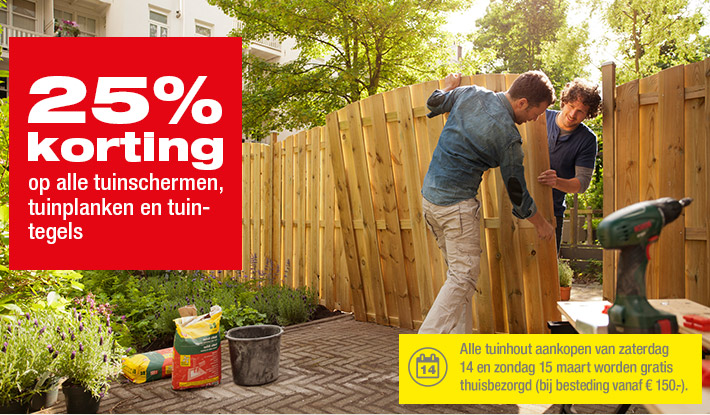 25%
korting
op alle tuinschermen,
tuinplanken en tuin-
tegels
14
Alle tuinhout aankopen van zaterdag
14 en zondag 15 maart worden gratis
thuisbezorgd (bij besteding vanaf € 150.-).